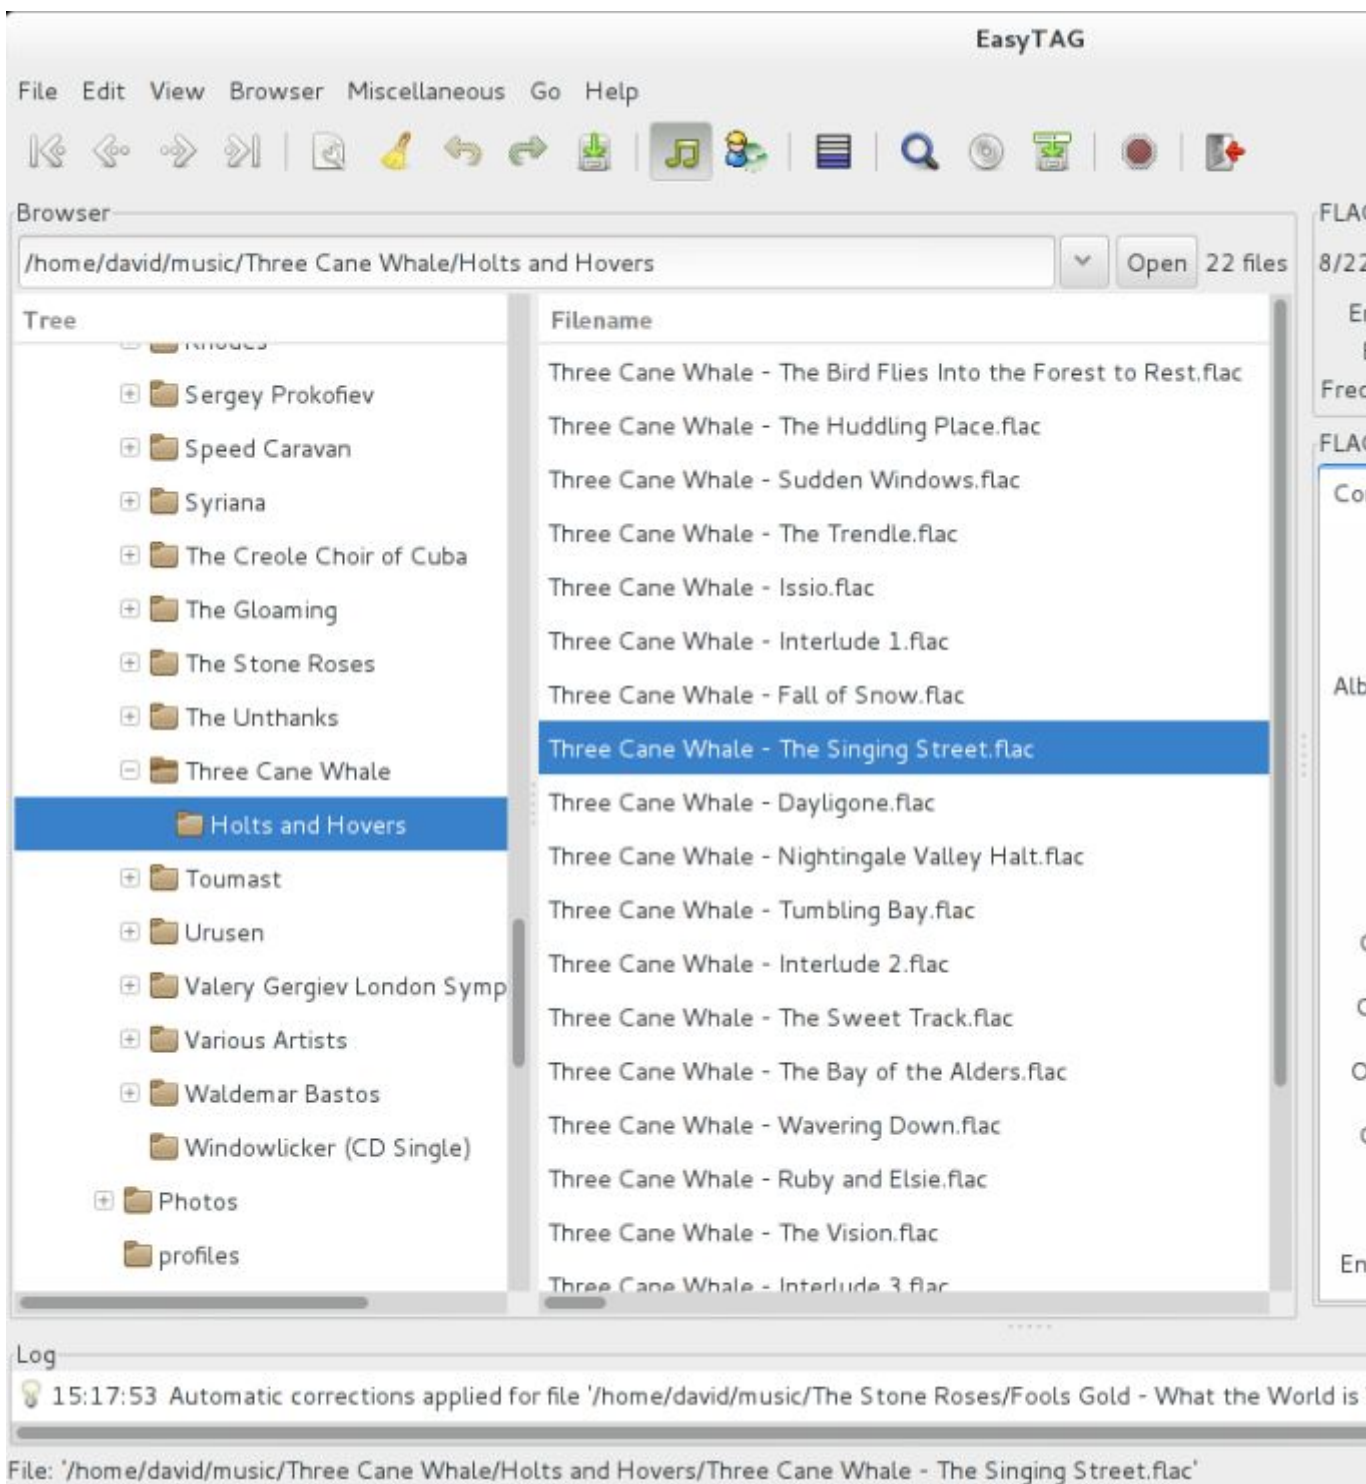 EasyTAG
File Edit View Browser Miscellaneous Go Help
Browser
/home/david/music/Three Cane Whale/Holts and Hovers
Open 22 files
Tree
Rhodes
Sergey Prokofiev
Speed Caravan
Syriana
The Creole Choir of Cuba
The Gloaming
The Stone Roses
The Unthanks
Three Cane Whale
Holts and Hovers
Toumast
Urusen
Valery Gergiev London Symp
Various Artists
Waldemar Bastos
Windowlicker (CD Single)
Photos
profiles
Filename
Three Cane Whale - The Bird Flies Into the Forest to Rest.flac
Three Cane Whale - The Huddling Place.flac
Three Cane Whale - Sudden Windows.flac
Three Cane Whale - The Trendle.flac
Three Cane Whale - Issio.flac
Three Cane Whale - Interlude 1.flac
Three Cane Whale - Fall of Snow.flac
Three Cane Whale - The Singing Street.flac
Three Cane Whale - Dayligone.flac
Three Cane Whale - Nightingale Valley Halt.flac
Three Cane Whale - Tumbling Bay.flac
Three Cane Whale - Interlude 2.flac
Three Cane Whale - The Sweet Track.flac
Three Cane Whale - The Bay of the Alders.flac
Three Cane Whale - Wavering Down.flac
Three Cane Whale - Ruby and Elsie.flac
Three Cane Whale - The Vision.flac
Three Cane Whale - Interlude 3.flac
8/22
Log
15:17:53 Automatic corrections applied for file '/home/david/music/The Stone Roses/Fools Gold - What the World is
File: '/home/david/music/Three Cane Whale/Holts and Hovers/Three Cane Whale - The Singing Street.flac'